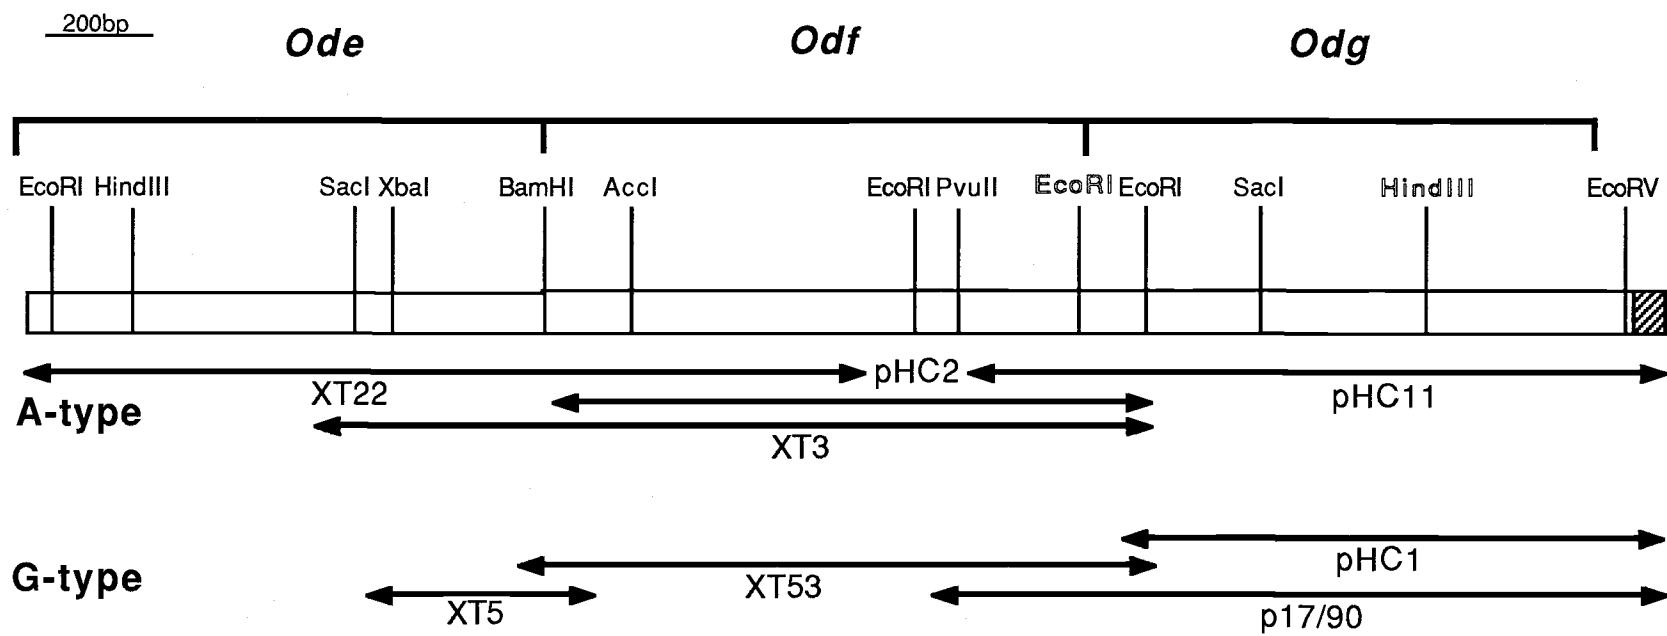 200bp
Ode Odf Odg
EcoRI HindIII SacI XbaI BamHI AccI EcoRI PvuII EcoRI EcoRI SacI HindIII EcoRV
pHC2
XT22 pHC11
A-type
XT3
pHC1
G-type XT53
XT5 p17/90